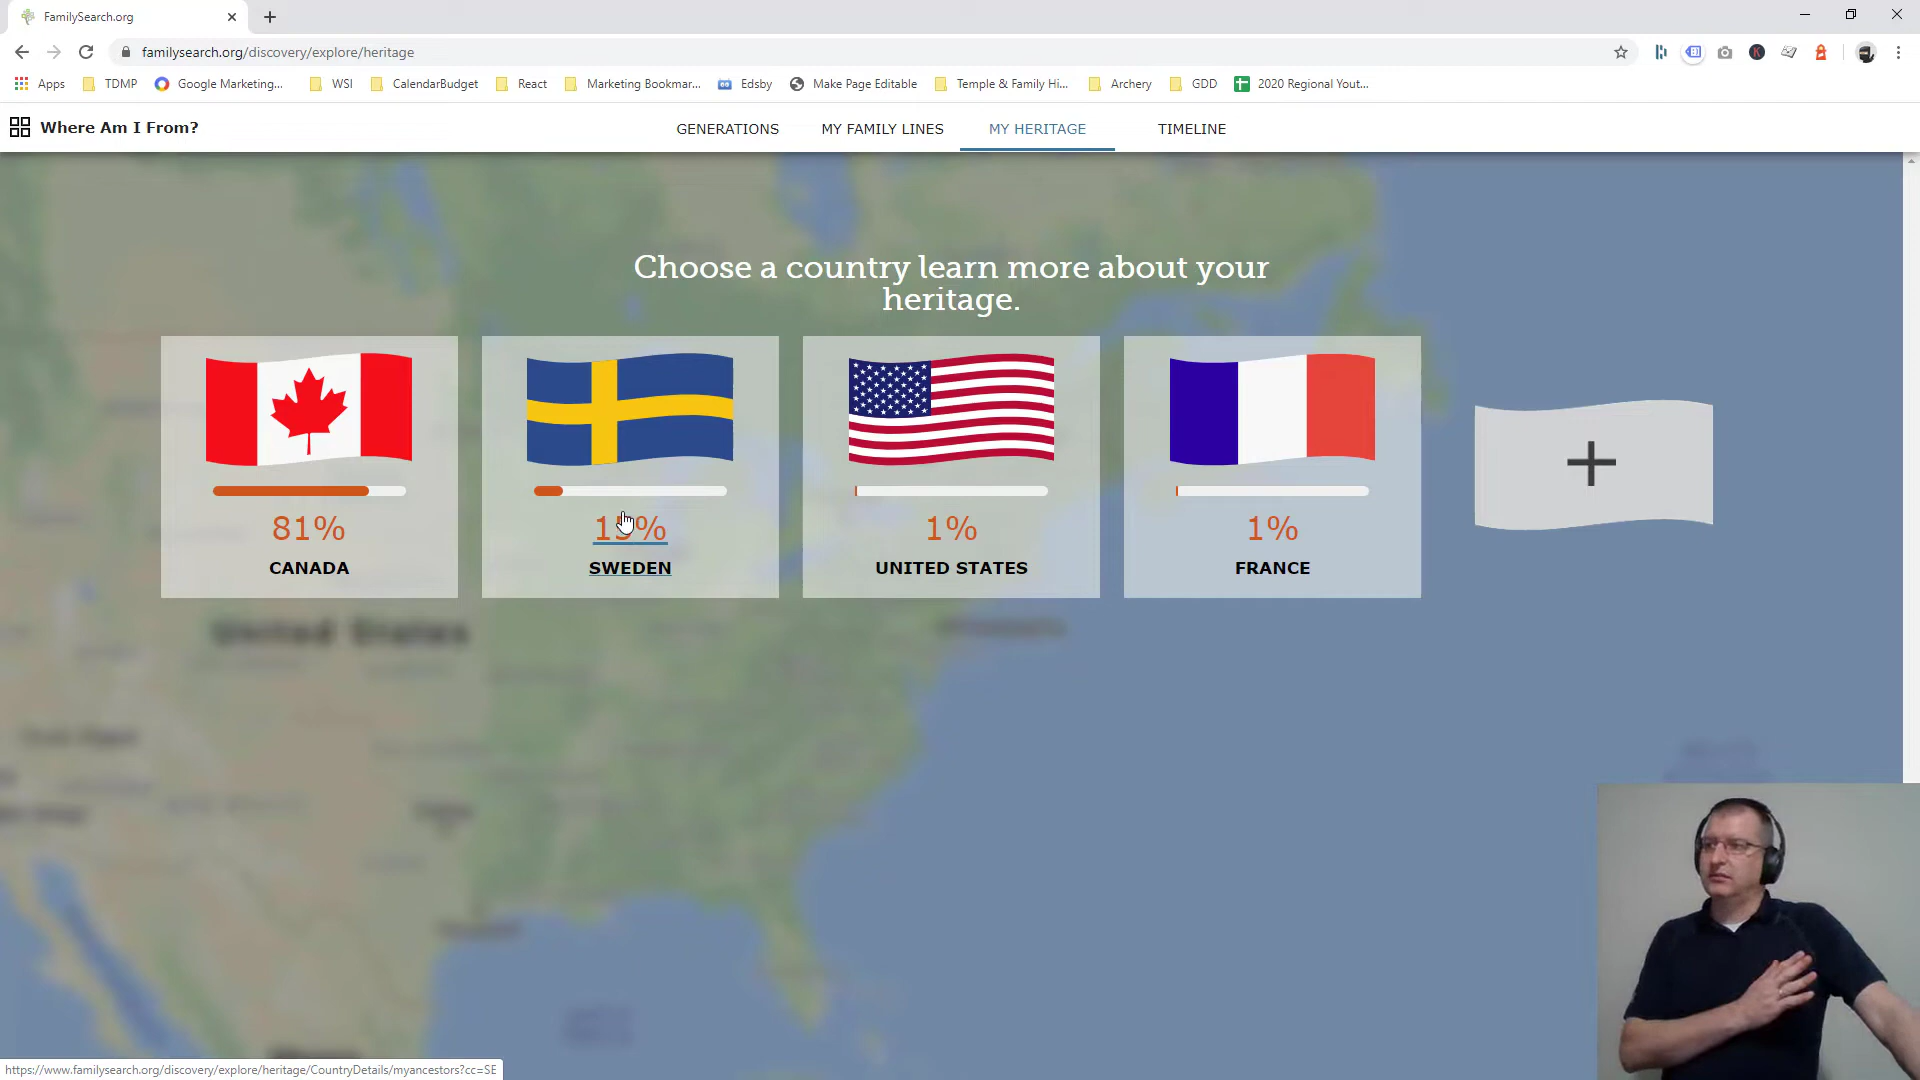 FamilySearch.org
familysearch.org/discovery/explore/heritage
Apps TDMP Google Marketing... WSI CalendarBudget React Marketing Bookmar... Edsby Make Page Editable Temple & Family Hi... Archery GDD 2020 Regional Yout...
Where Am I From? GENERATIONS MY FAMILY LINES MY HERITAGE TIMELINE
Choose a country learn more about your
heritage.
81% 15% 1% 1%
CANADA SWEDEN UNITED STATES FRANCE
United States
https://www.familysearch.org/discovery/explore/heritage/CountryDetails/myancestors?cc=SE